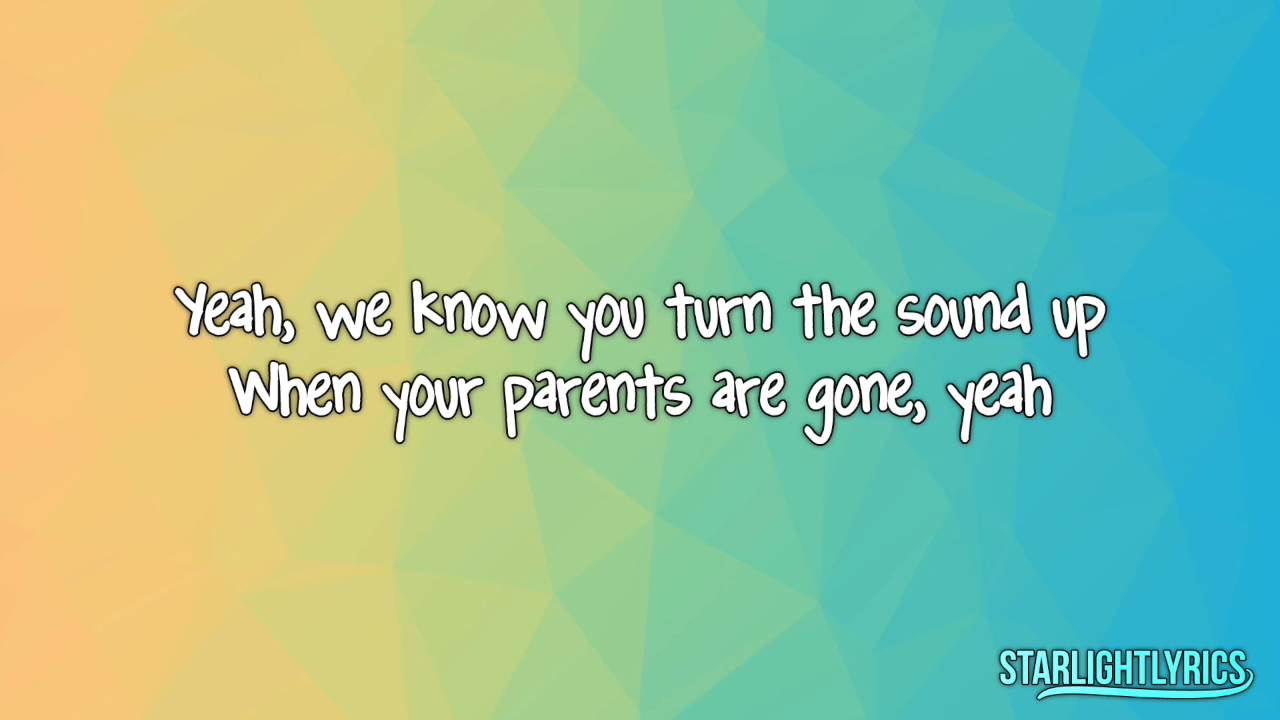 Yeah, we know you turn the sound up
When your parents are gone, yeah
STARLIGHTLYRICS